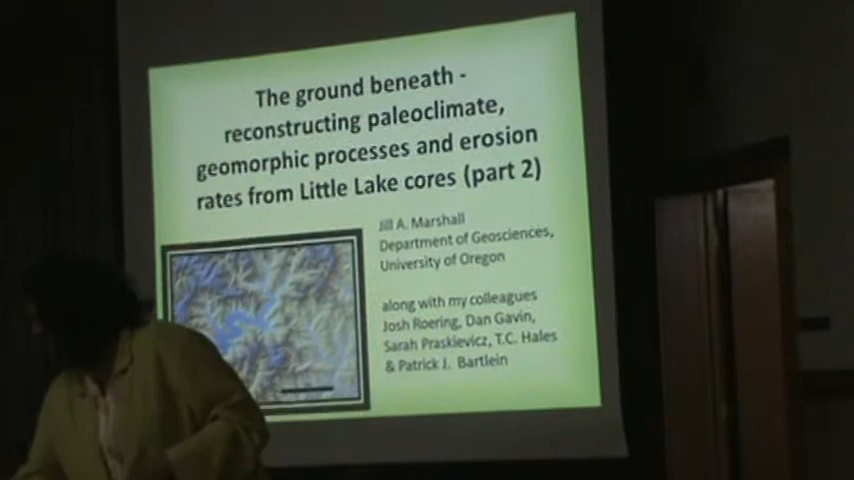 The ground beneath -
reconstructing paleoclimate,
geomorphic processes and erosion
rates from Little Lake cores (part 2)
Jill A. Marshall
Department of Geosciences,
University of Oregon
along with my colleagues
Josh Roering, Dan Gavin,
Sarah Praskievicz, T.C. Hales
& Patrick J. Bartlein